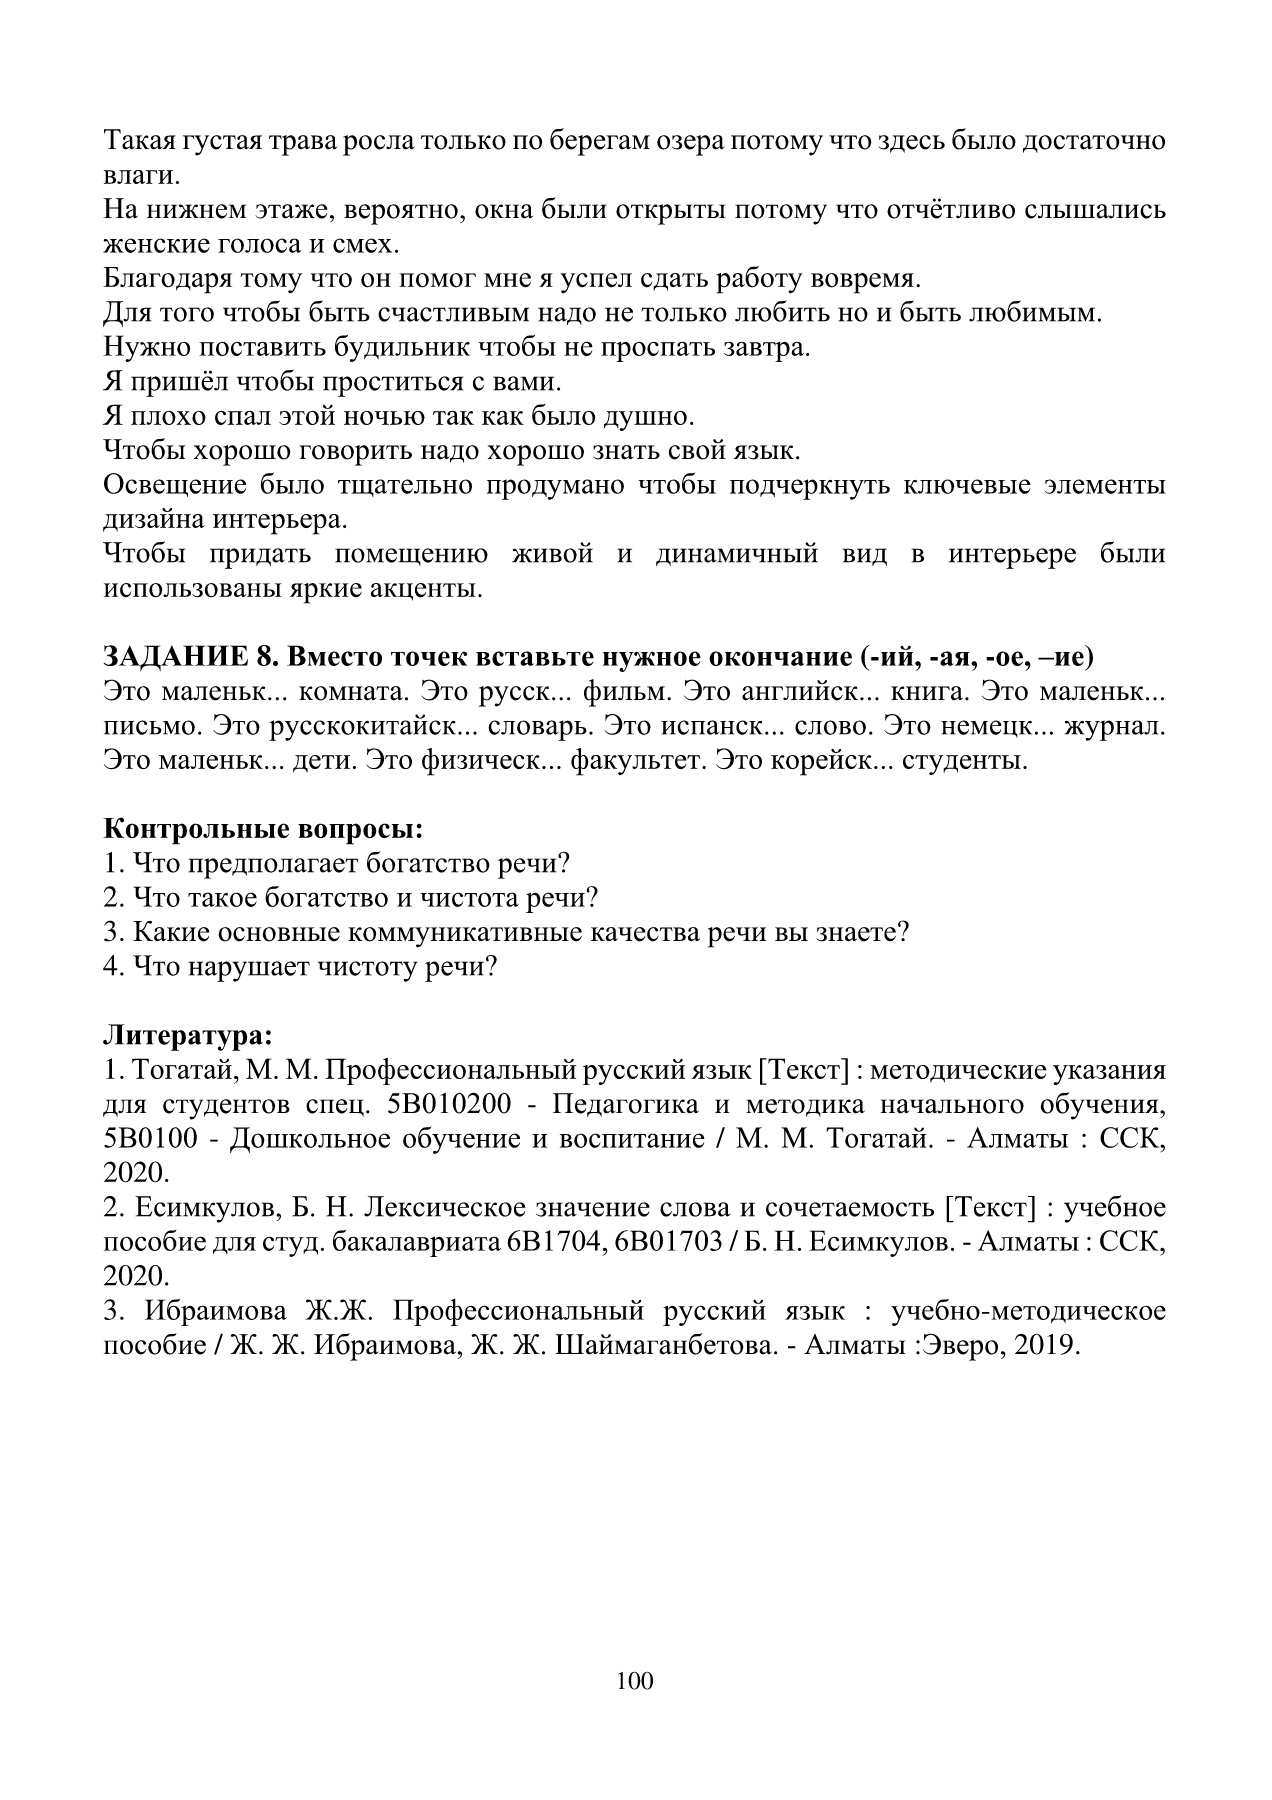 Такая густая трава росла только по берегам озера потому что здесь было достаточно
влаги.
На нижнем этаже, вероятно, окна были открыты потому что отчётливо слышались
женские голоса и смех.
Благодаря тому что он помог мне я успел сдать работу вовремя.
Для того чтобы быть счастливым надо не только любить но и быть любимым.
Нужно поставить будильник чтобы не проспать завтра.
Я пришёл чтобы проститься с вами.
Я плохо спал этой ночью так как было душно.
Чтобы хорошо говорить надо хорошо знать свой язык.
Освещение было тщательно продумано чтобы подчеркнуть ключевые элементы
дизайна интерьера.
Чтобы придать помещению живой и динамичный вид в интерьере были
использованы яркие акценты.
ЗАДАНИЕ 8. Вместо точек вставьте нужное окончание (-ий, -ая, -ое, –ие)
Это маленьк... комната. Это русск... фильм. Это английск... книга. Это маленьк...
письмо. Это русскокитайск... словарь. Это испанск... слово. Это немецк... журнал.
Это маленьк... дети. Это физическ... факультет. Это корейск... студенты.
Контрольные вопросы:
1. Что предполагает богатство речи?
2. Что такое богатство и чистота речи?
3. Какие основные коммуникативные качества речи вы знаете?
4. Что нарушает чистоту речи?
Литература:
1. Тогатай, М. М. Профессиональный русский язык [Текст] : методические указания
для студентов спец. 5В010200 - Педагогика и методика начального обучения,
5В0100 - Дошкольное обучение и воспитание / М. М. Тогатай. - Алматы : ССК,
2020.
2. Есимкулов, Б. Н. Лексическое значение слова и сочетаемость [Текст] : учебное
пособие для студ. бакалавриата 6В1704, 6В01703 / Б. Н. Есимкулов. - Алматы : ССК,
2020.
3. Ибраимова Ж.Ж. Профессиональный русский язык : учебно-методическое
пособие / Ж. Ж. Ибраимова, Ж. Ж. Шаймаганбетова. - Алматы :Эверо, 2019.
100